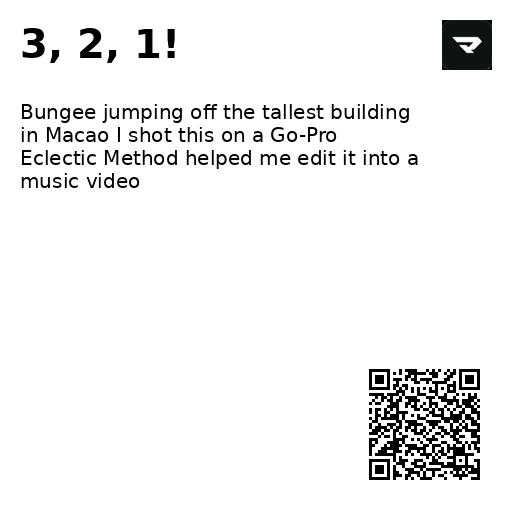 3, 2, 1!
Bungee jumping off the tallest building
in Macao I shot this on a Go-Pro
Eclectic Method helped me edit it into a
music video